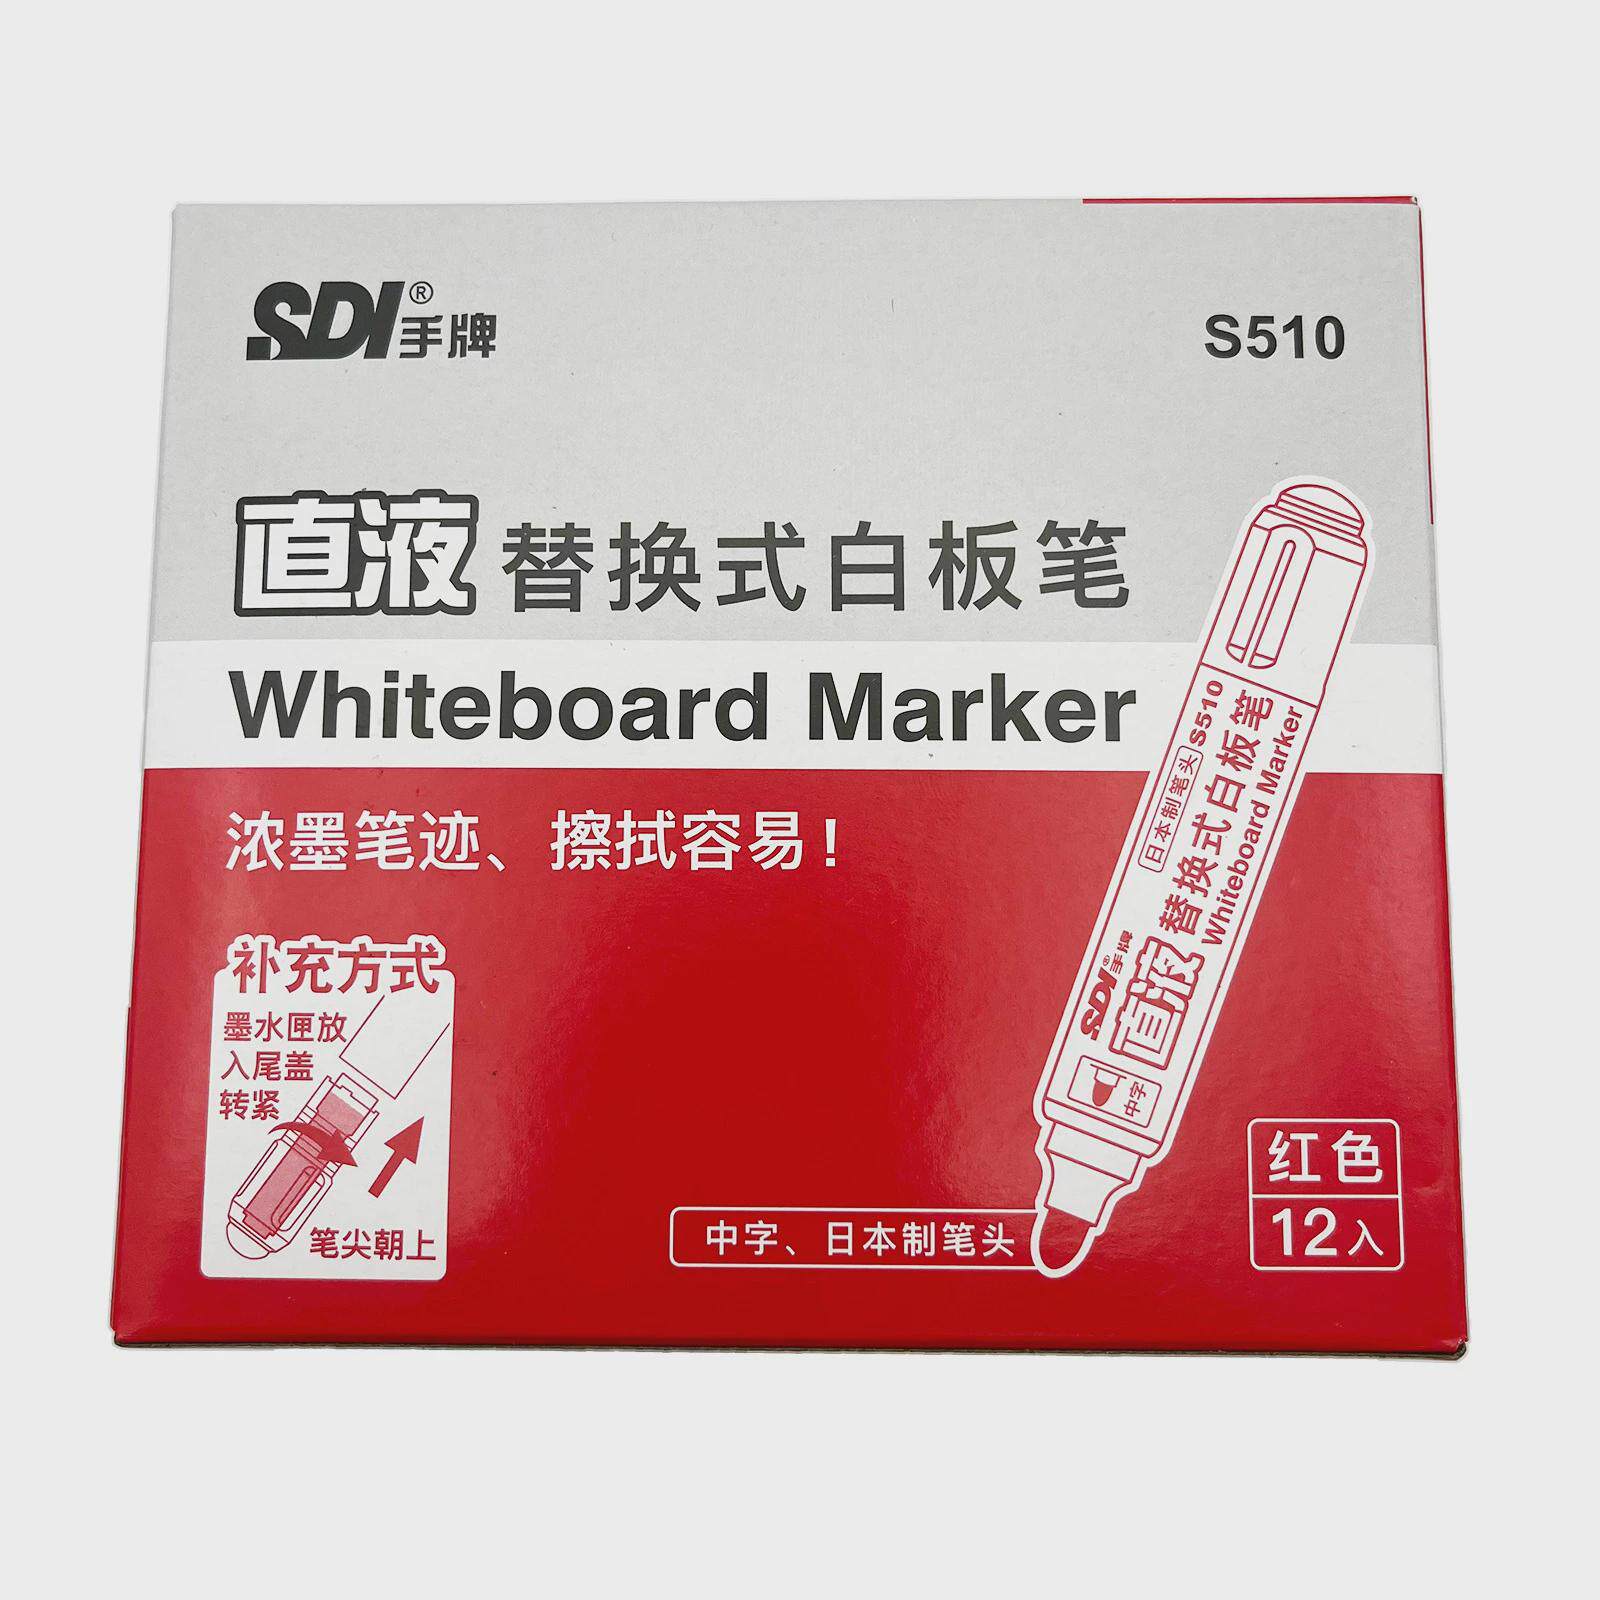 SDI®手牌
S510
直液 替换式白板笔
Whiteboard Marker
浓墨笔迹、擦拭容易！
补充方式
墨水匣放
入尾盖
转紧
笔尖朝上
日本制笔头 S510
替换式白板笔
Whiteboard Marker
SDI®手牌
直液
中字
中字、日本制笔头
红色
12入